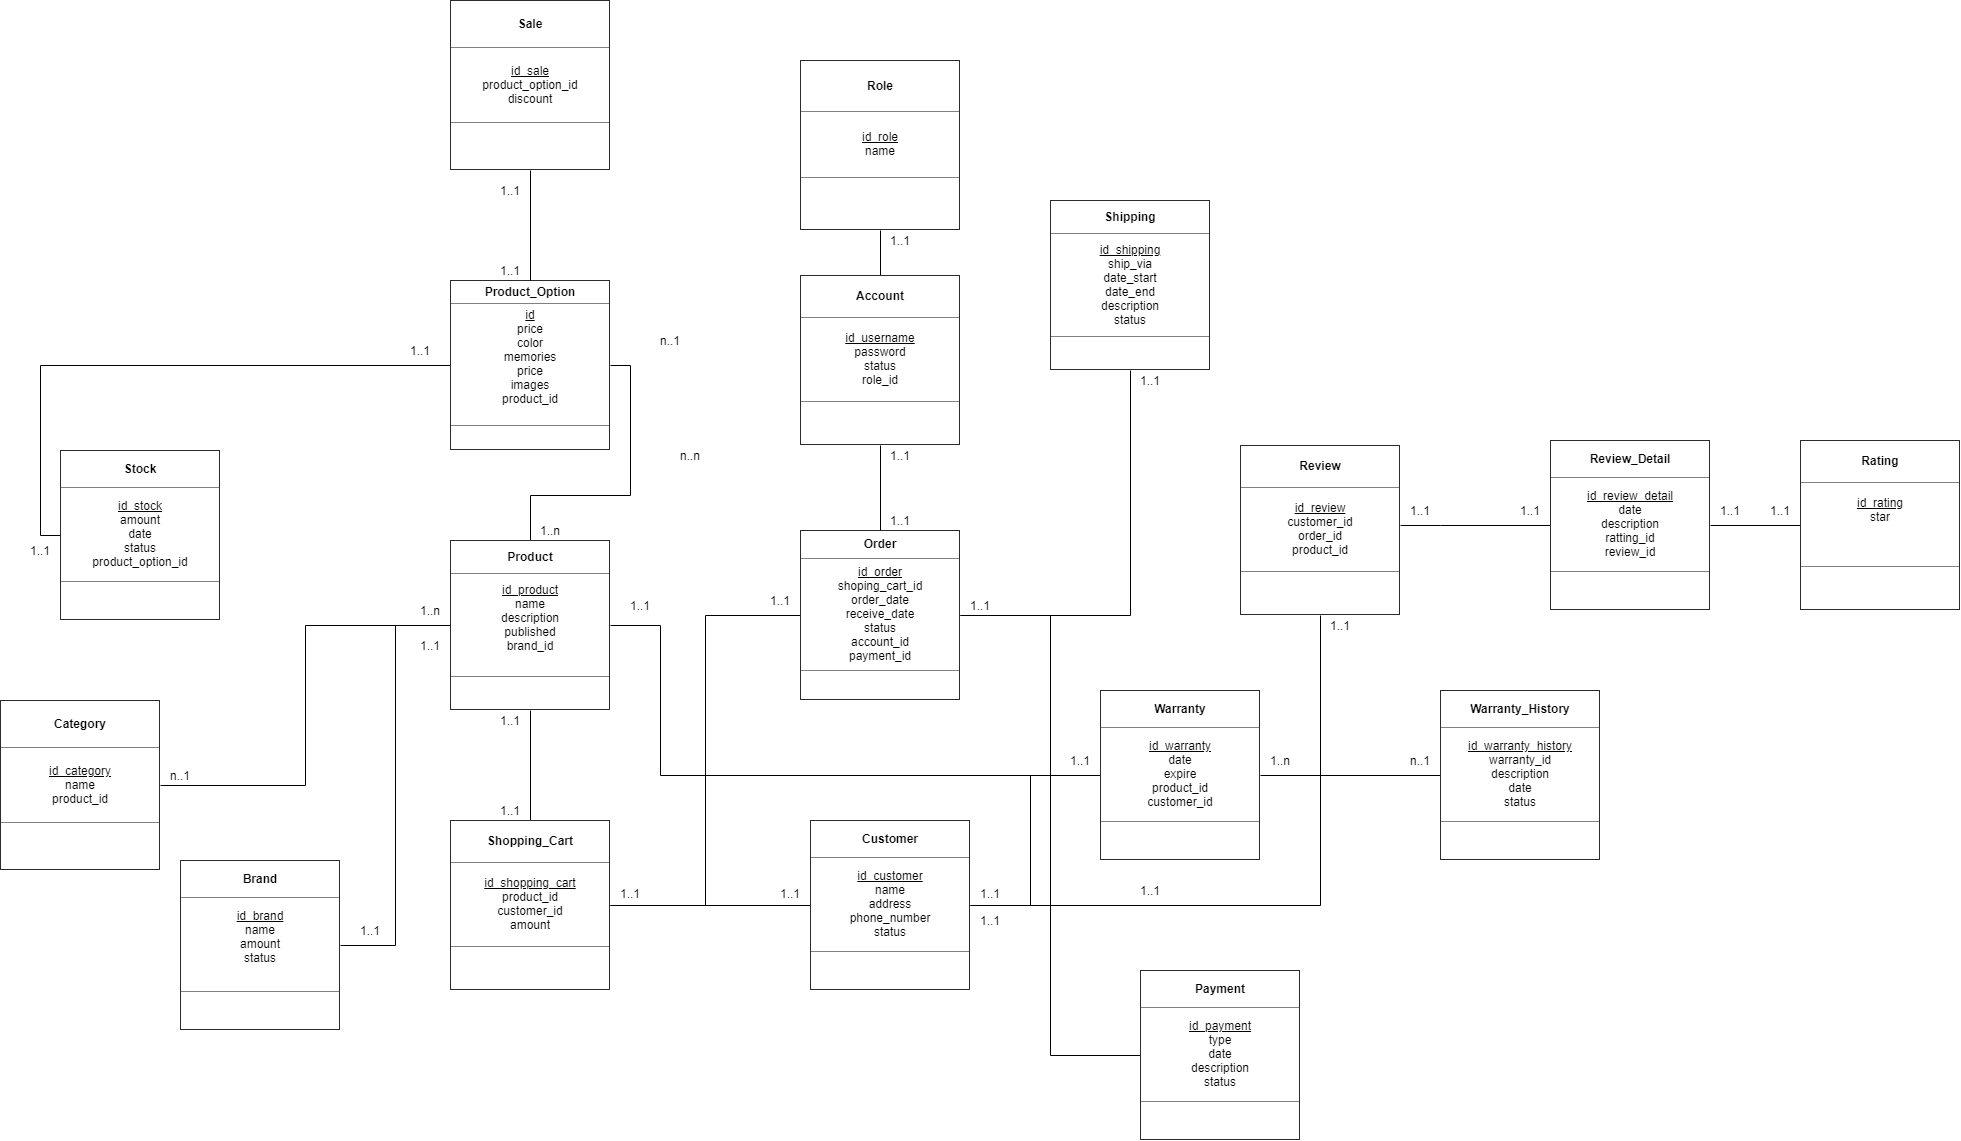 Sale
id_sale
product_option_id
discount
1..1
1..1
Role
id_role
name
1..1
Shipping
id_shipping
ship_via
date_start
date_end
description
status
1..1
Product_Option
id
price
color
memories
price
images
product_id
1..1
n..1
n..n
1..n
Account
id_username
password
status
role_id
1..1
1..1
Stock
id_stock
amount
date
status
product_option_id
1..1
Product
id_product
name
description
published
brand_id
1..n
1..1
1..1
1..1
Order
id_order
shoping_cart_id
order_date
receive_date
status
account_id
payment_id
1..1
1..1
Review
id_review
customer_id
order_id
product_id
1..1
1..1
1..1
Review_Detail
id_review_detail
date
description
ratting_id
review_id
1..1
1..1
Rating
id_rating
star
Category
id_category
name
product_id
n..1
Warranty
id_warranty
date
expire
product_id
customer_id
1..1
1..n
n..1
Warranty_History
id_warranty_history
warranty_id
description
date
status
Brand
id_brand
name
amount
status
1..1
1..1
Shopping_Cart
id_shopping_cart
product_id
customer_id
amount
1..1
1..1
Customer
id_customer
name
address
phone_number
status
1..1
1..1
1..1
Payment
id_payment
type
date
description
status